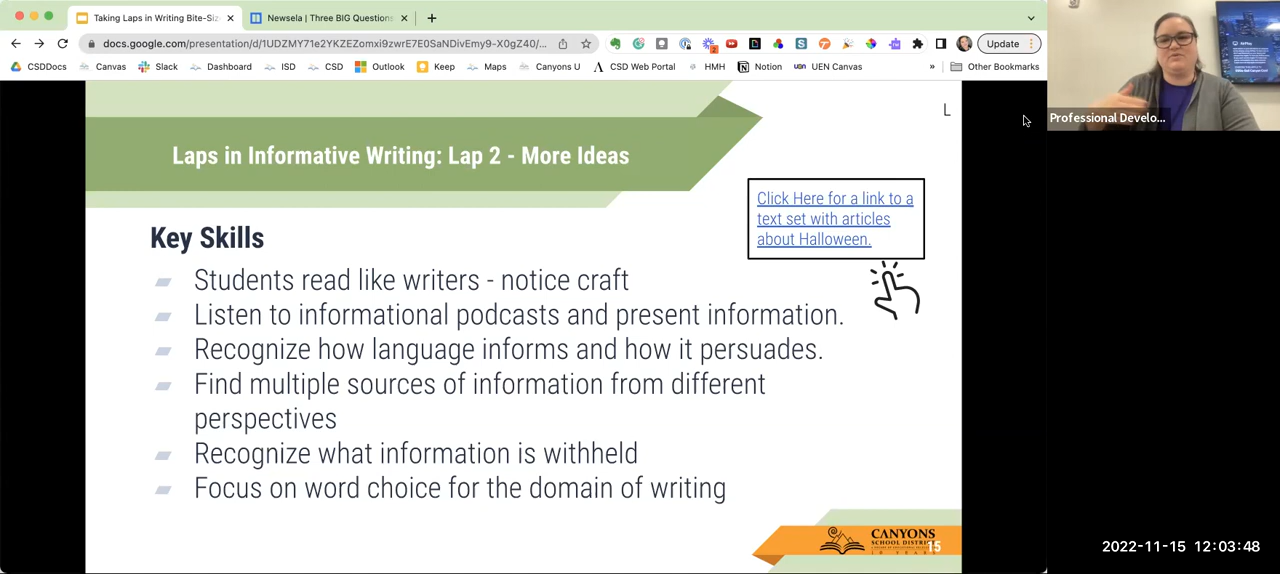 Taking Laps in Writing Bite-Siz
Newsela | Three BIG Questions
docs.google.com/presentation/d/1UDZMY71e2YKZEZomxi9zwrE7E0SaNDivEmy9-X0gZ40/...
Update
CSDDocs
Canvas
Slack
Dashboard
ISD
CSD
Outlook
Keep
Maps
Canyons U
CSD Web Portal
HMH
Notion
UEN Canvas
»
Other Bookmarks
Professional Develo...
L
Laps in Informative Writing: Lap 2 - More Ideas
Click Here for a link to a
text set with articles
about Halloween.
Key Skills
Students read like writers - notice craft
Listen to informational podcasts and present information.
Recognize how language informs and how it persuades.
Find multiple sources of information from different
perspectives
Recognize what information is withheld
Focus on word choice for the domain of writing
CANYONS
SCHOOL DISTRI
15
2022-11-15 12:03:48